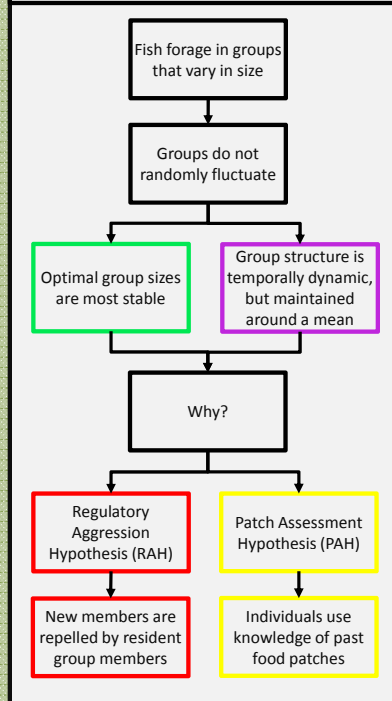 Fish forage in groups
that vary in size
Groups do not
randomly fluctuate
Optimal group sizes
are most stable
Group structure is
temporally dynamic,
but maintained
around a mean
Why?
Regulatory
Aggression
Hypothesis (RAH)
Patch Assessment
Hypothesis (PAH)
New members are
repelled by resident
group members
Individuals use
knowledge of past
food patches